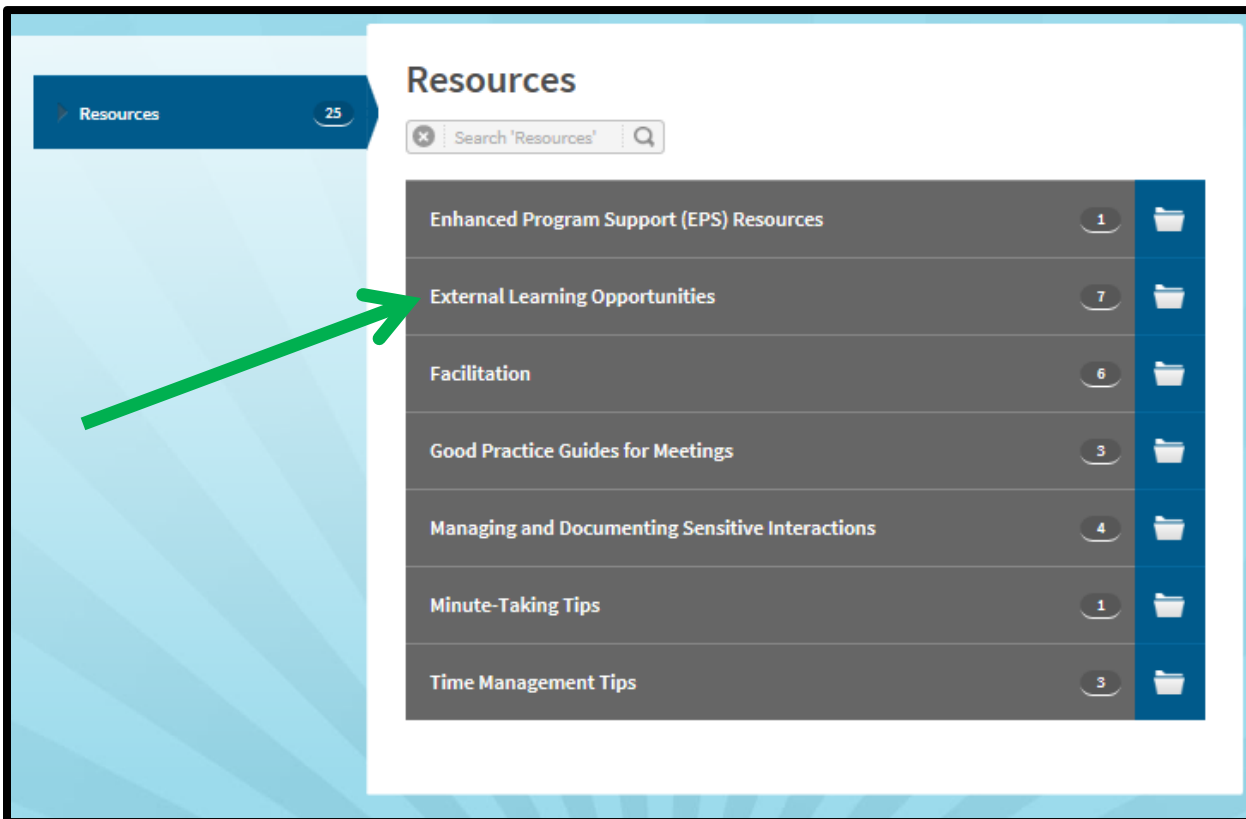 Resources 25
Resources
Search 'Resources'
Enhanced Program Support (EPS) Resources 1
External Learning Opportunities 7
Facilitation 6
Good Practice Guides for Meetings 3
Managing and Documenting Sensitive Interactions 4
Minute-Taking Tips 1
Time Management Tips 3